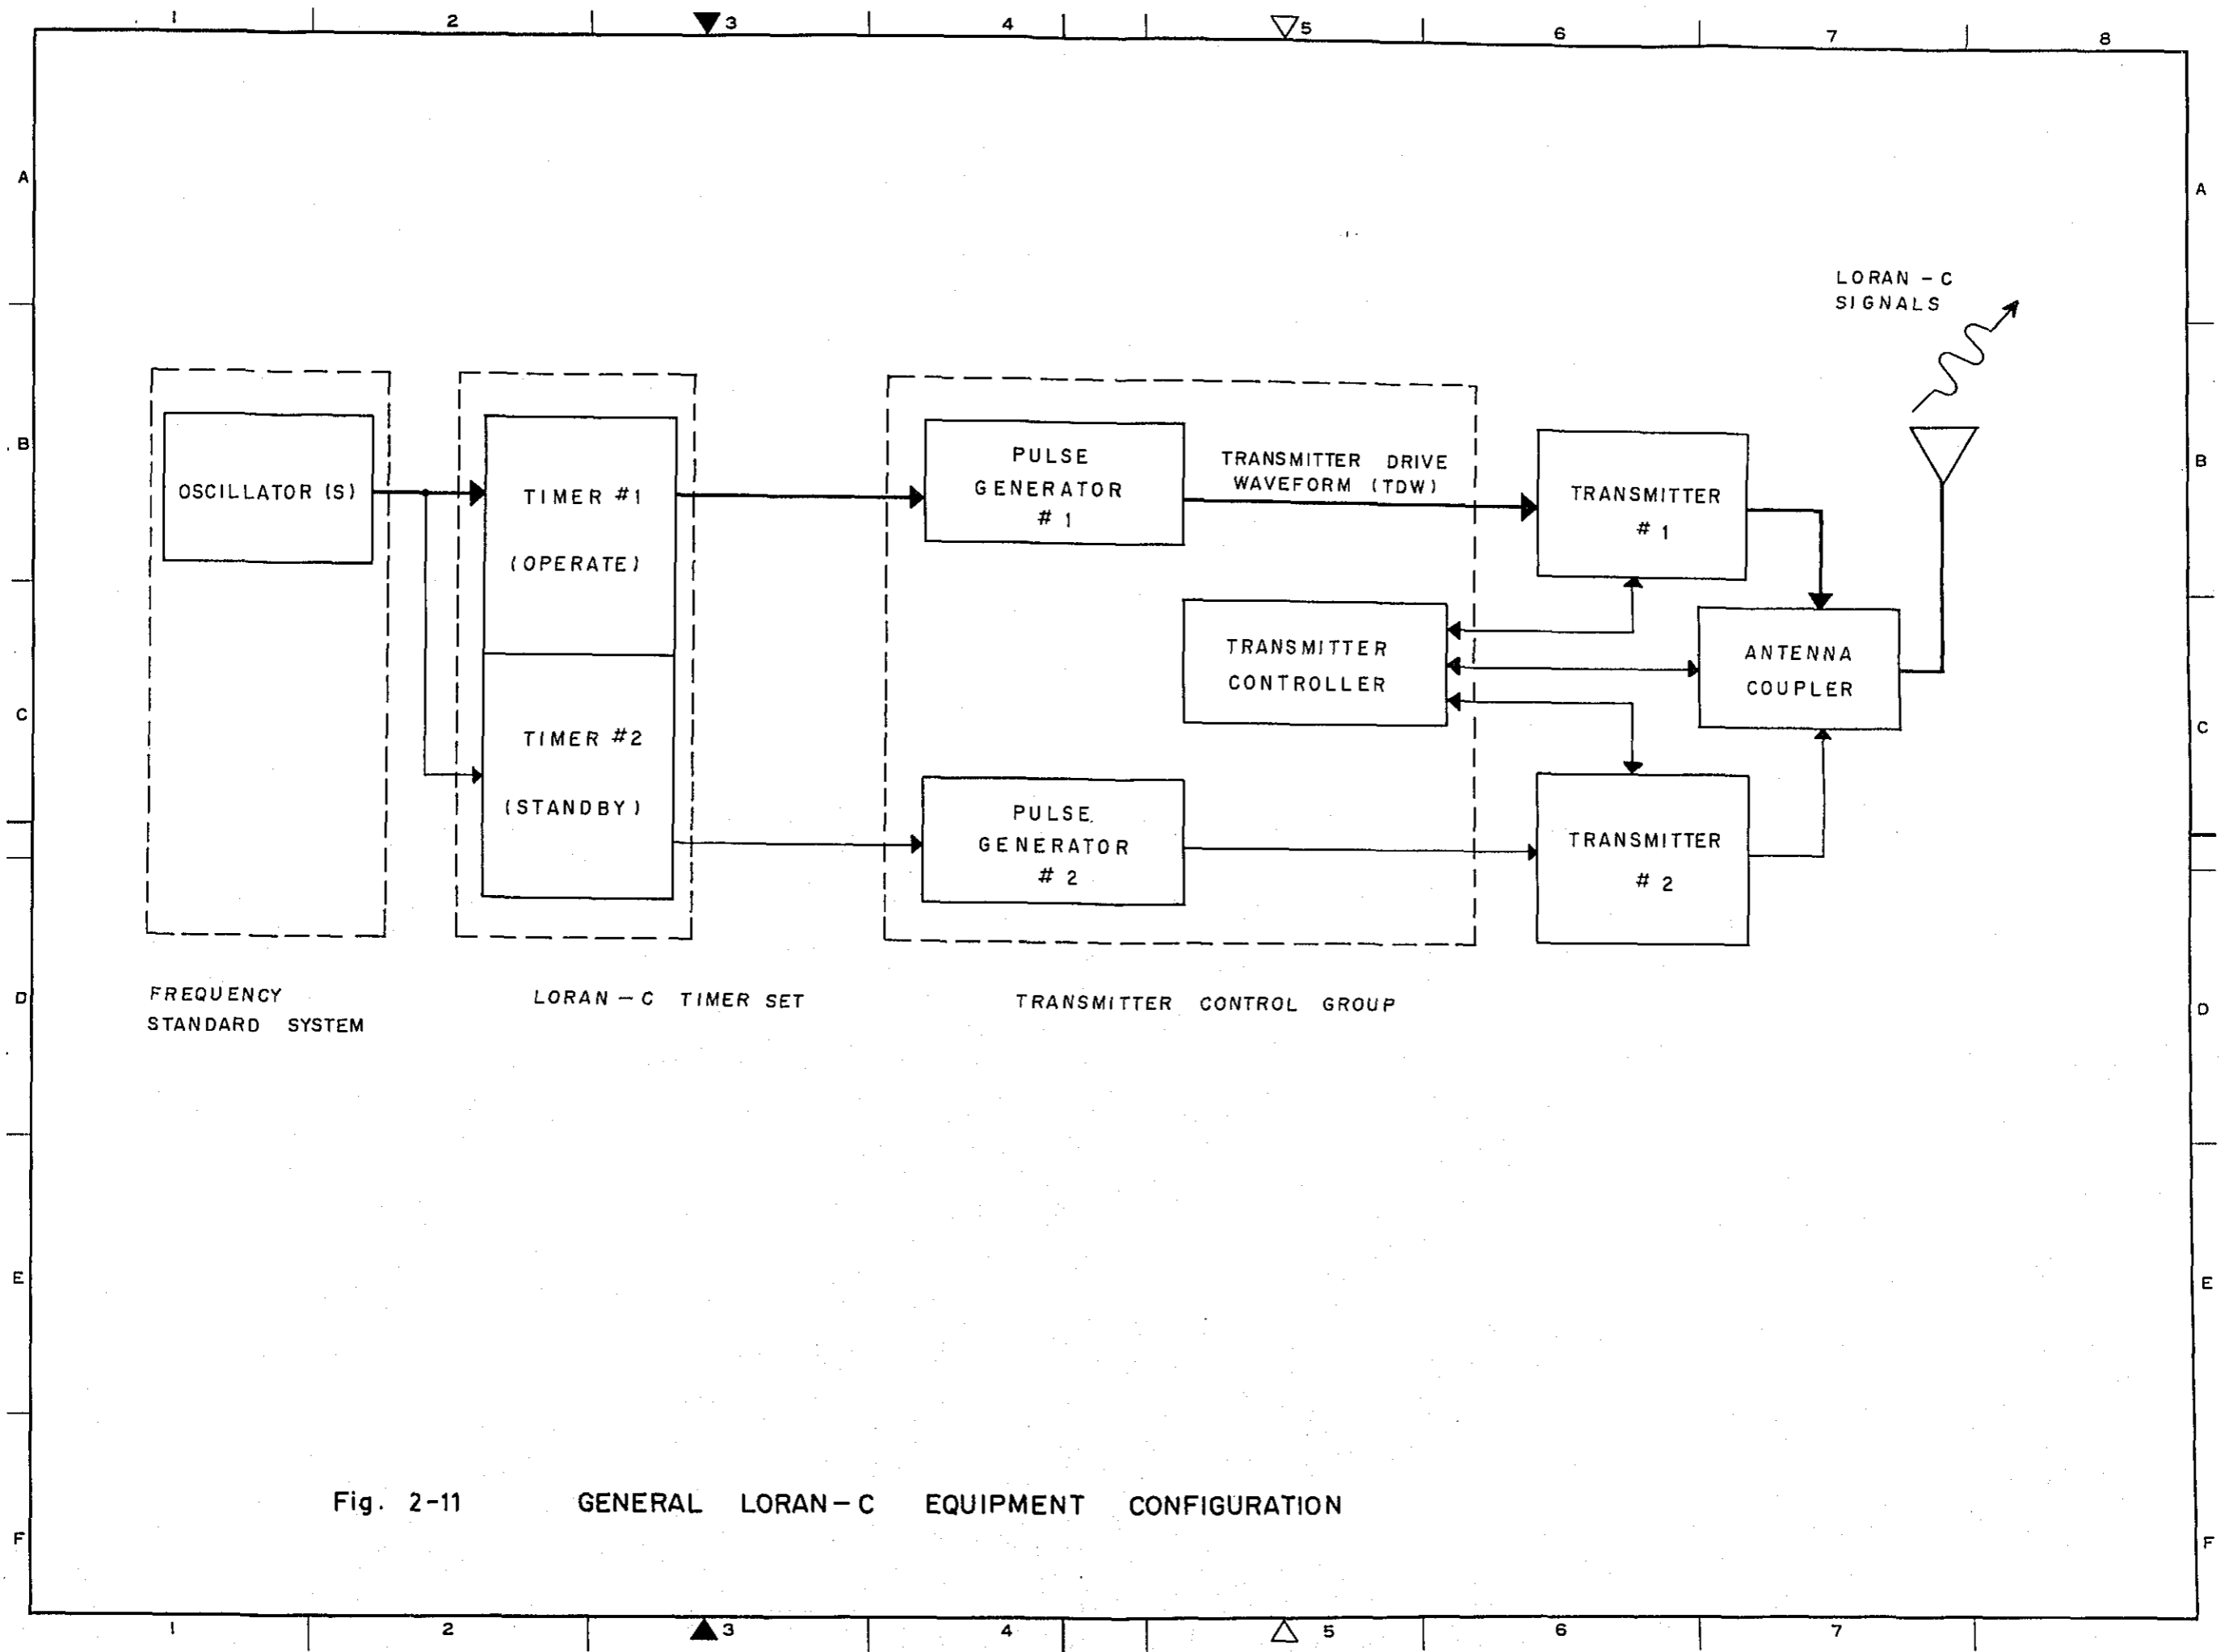 1 2 3 4 5 6 7 8
A A
LORAN - C
SIGNALS
B B
OSCILLATOR (S)
TIMER #1
(OPERATE)
PULSE
GENERATOR
# 1
TRANSMITTER DRIVE
WAVEFORM (TDW)
TRANSMITTER
# 1
TRANSMITTER
CONTROLLER
ANTENNA
COUPLER
C C
TIMER #2
(STANDBY)
PULSE
GENERATOR
# 2
TRANSMITTER
# 2
D D
FREQUENCY
STANDARD SYSTEM
LORAN - C TIMER SET
TRANSMITTER CONTROL GROUP
E E
Fig. 2-11 GENERAL LORAN-C EQUIPMENT CONFIGURATION
F F
1 2 3 4 5 6 7